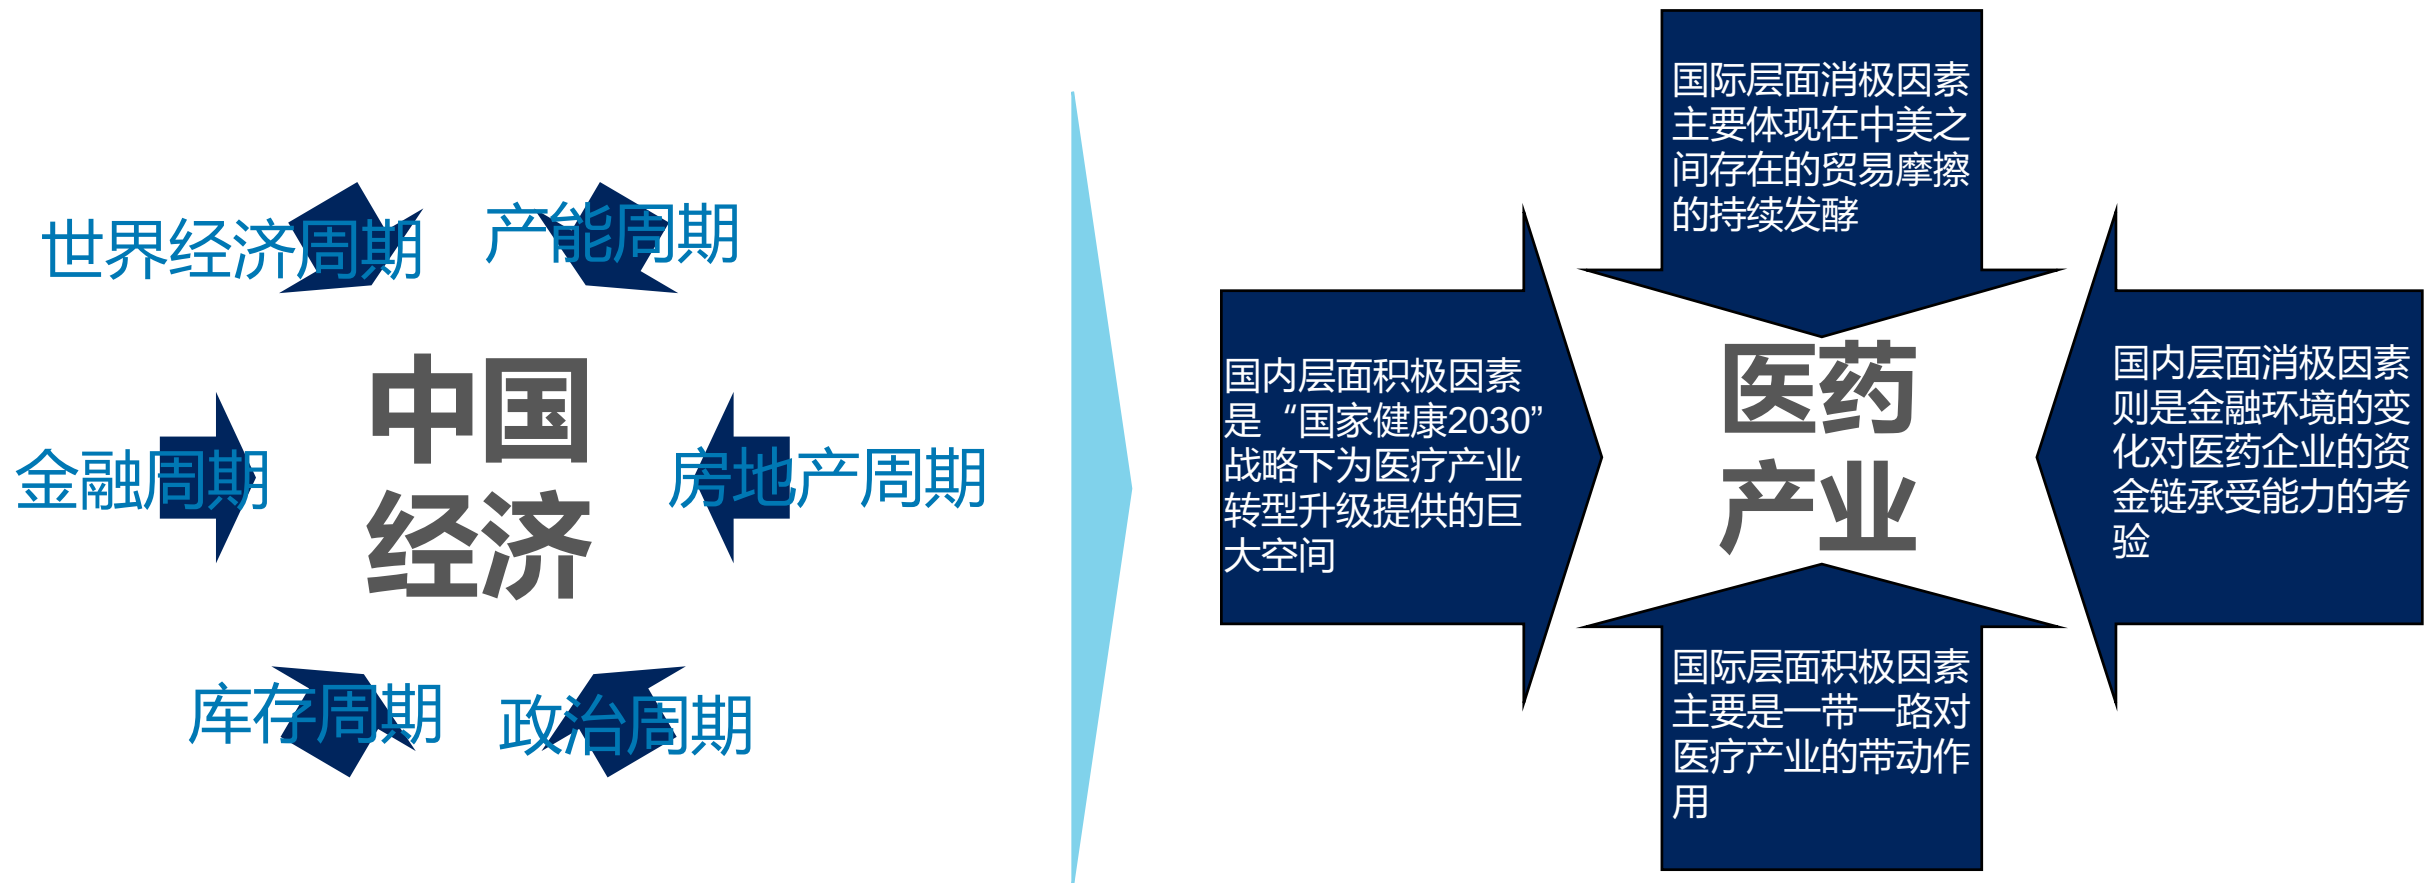 世界经济周期
产能周期
金融周期
中国
经济
房地产周期
库存周期
政治周期
国际层面消极因素
主要体现在中美之
间存在的贸易摩擦
的持续发酵
国内层面积极因素
是“国家健康2030”
战略下为医疗产业
转型升级提供的巨
大空间
医药
产业
国内层面消极因素
则是金融环境的变
化对医药企业的资
金链承受能力的考
验
国际层面积极因素
主要是一带一路对
医疗产业的带动作
用